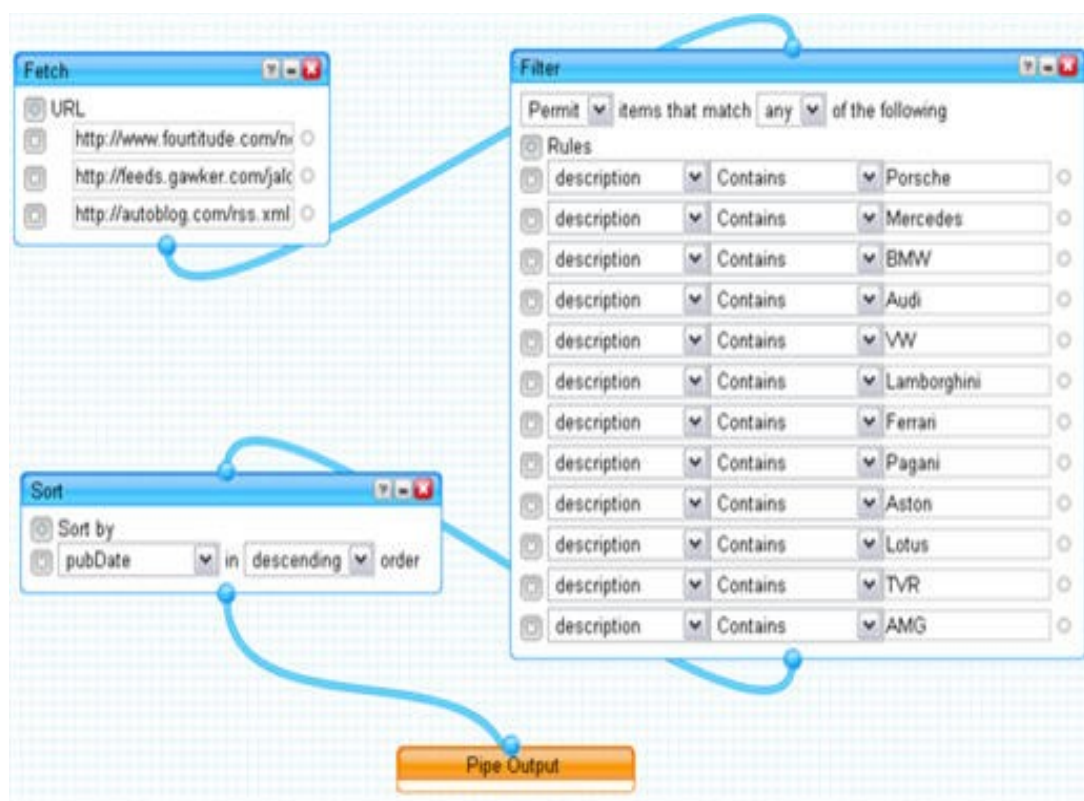 Fetch
URL
http://www.fourtitude.com/n
http://feeds.gawker.com/jalo
http://autoblog.com/rss.xml
Filter
Permit items that match any of the following
Rules
description Contains Porsche
description Contains Mercedes
description Contains BMW
description Contains Audi
description Contains VW
description Contains Lamborghini
description Contains Ferrari
description Contains Pagani
description Contains Aston
description Contains Lotus
description Contains TVR
description Contains AMG
Sort
Sort by
pubDate in descending order
Pipe Output